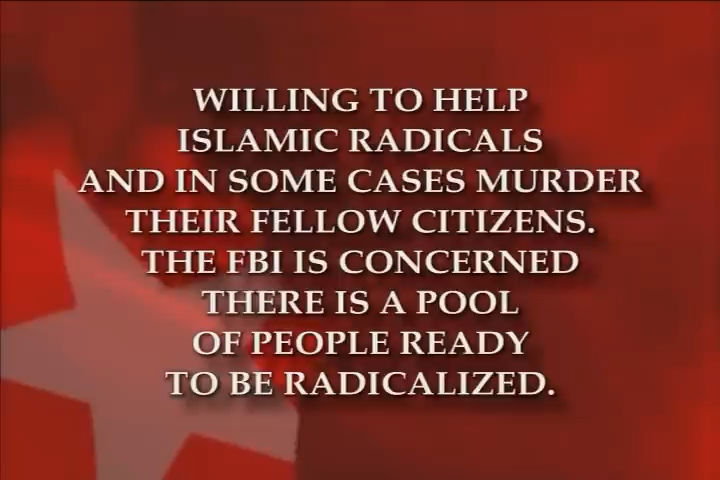 WILLING TO HELP
ISLAMIC RADICALS
AND IN SOME CASES MURDER
THEIR FELLOW CITIZENS.
THE FBI IS CONCERNED
THERE IS A POOL
OF PEOPLE READY
TO BE RADICALIZED.